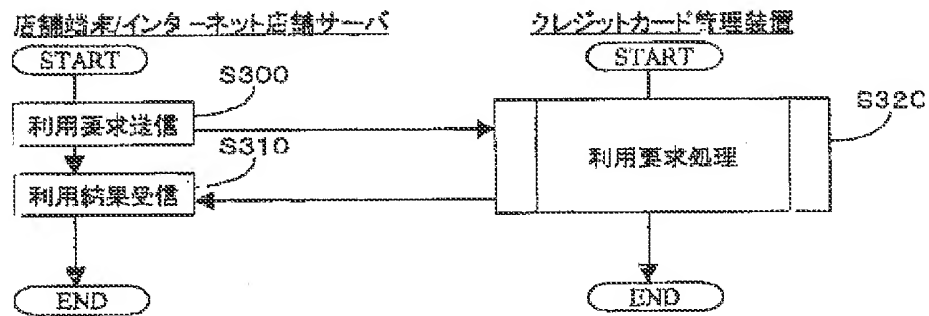 店舗端末/インターネット店舗サーバ
クレジットカード管理装置
START
START
S300
S32C
利用要求送信
利用要求処理
S310
利用結果受信
END
END